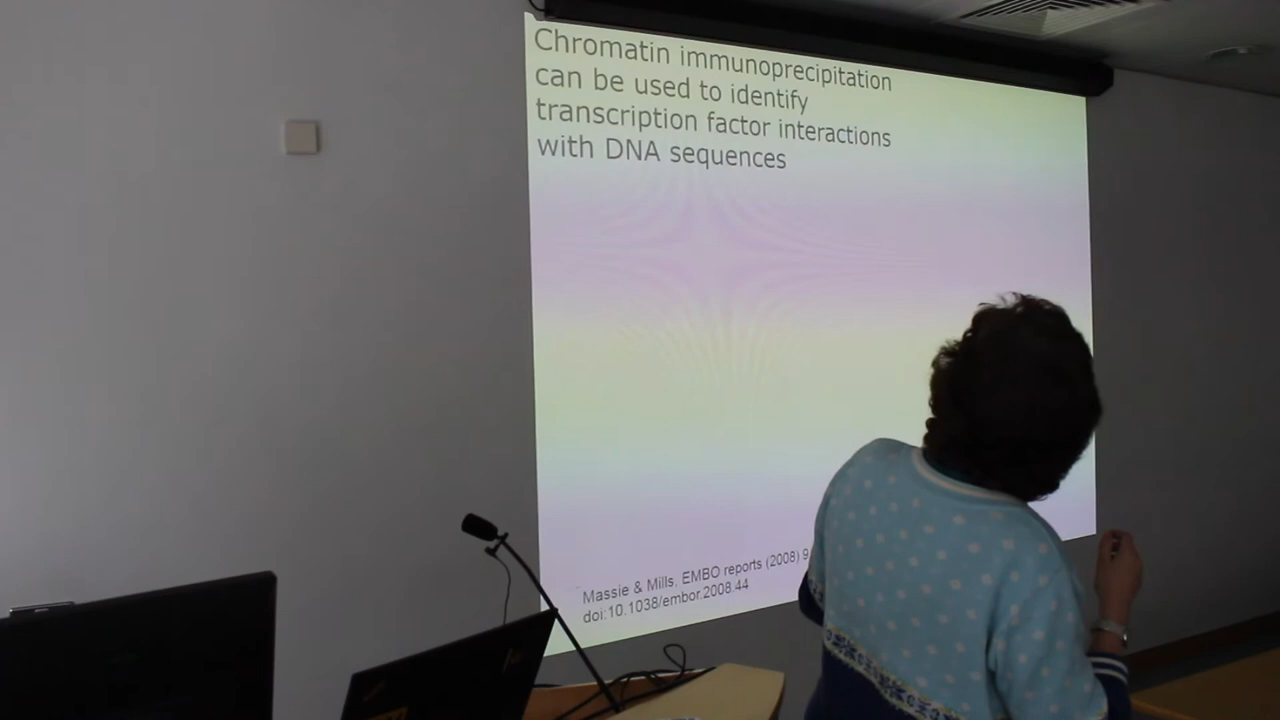 Chromatin immunoprecipitation
can be used to identify
transcription factor interactions
with DNA sequences
Massie & Mills. EMBO reports (2008) 9
doi:10.1038/embor.2008.44